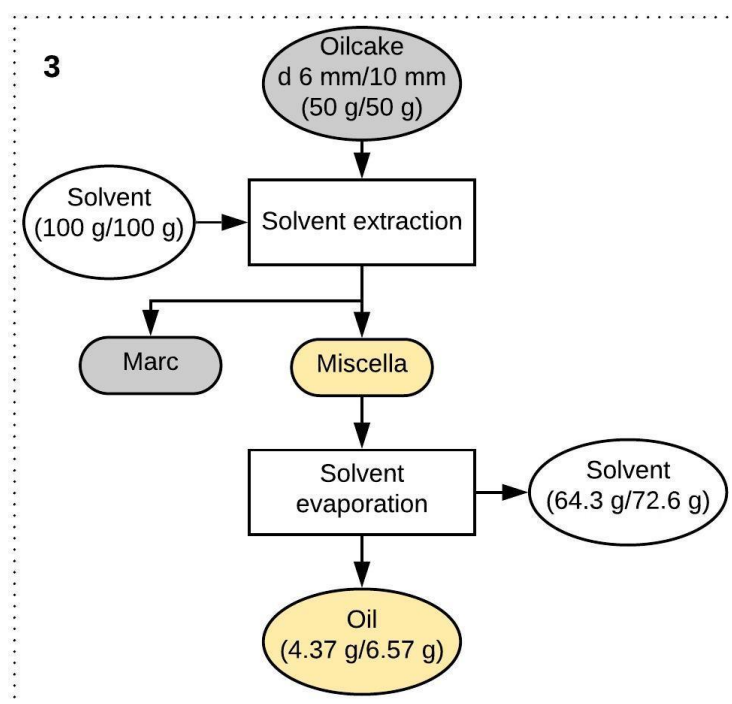 3
Oilcake
d 6 mm/10 mm
(50 g/50 g)
Solvent
(100 g/100 g)
Solvent extraction
Marc
Miscella
Solvent
evaporation
Solvent
(64.3 g/72.6 g)
Oil
(4.37 g/6.57 g)